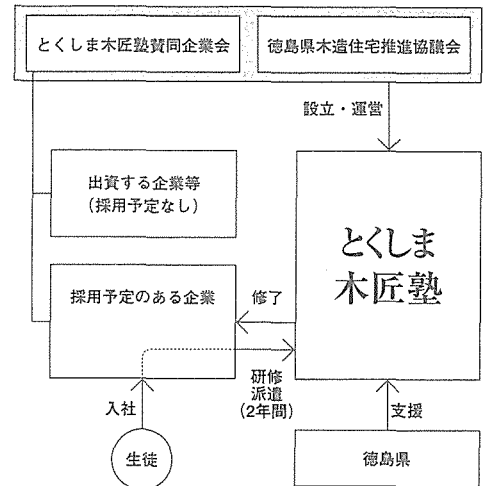 とくしま木匠塾賛同企業会
徳島県木造住宅推進協議会
設立・運営
出資する企業等
（採用予定なし）
とくしま
木匠塾
採用予定のある企業
修了
研修
派遣
（2年間）
入社
支援
生徒
徳島県